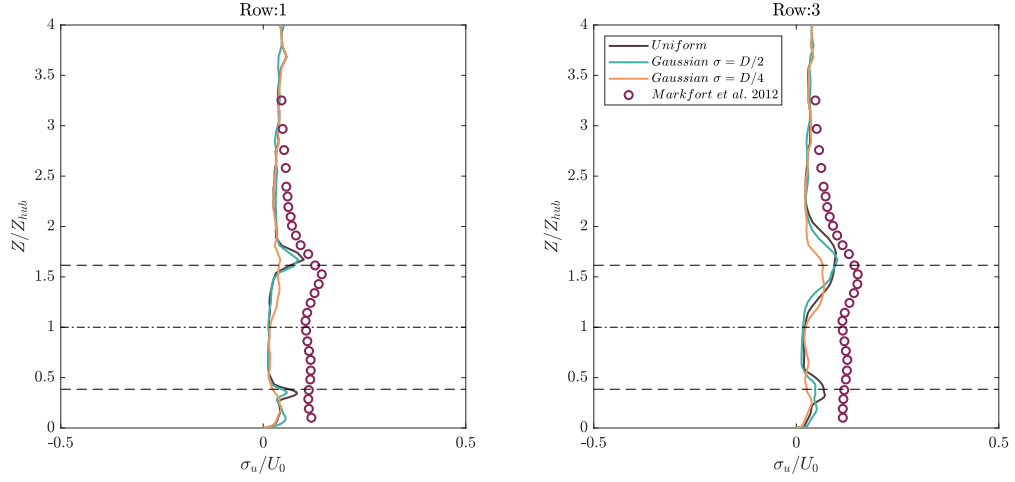 Row:1
4
3.5
3
2.5
2
1.5
1
0.5
0
Z/Z_hub
-0.5 0 0.5
σ_u/U_0
Row:3
Uniform
Gaussian σ = D/2
Gaussian σ = D/4
Markfort et al. 2012
4
3.5
3
2.5
2
1.5
1
0.5
0
Z/Z_hub
-0.5 0 0.5
σ_u/U_0